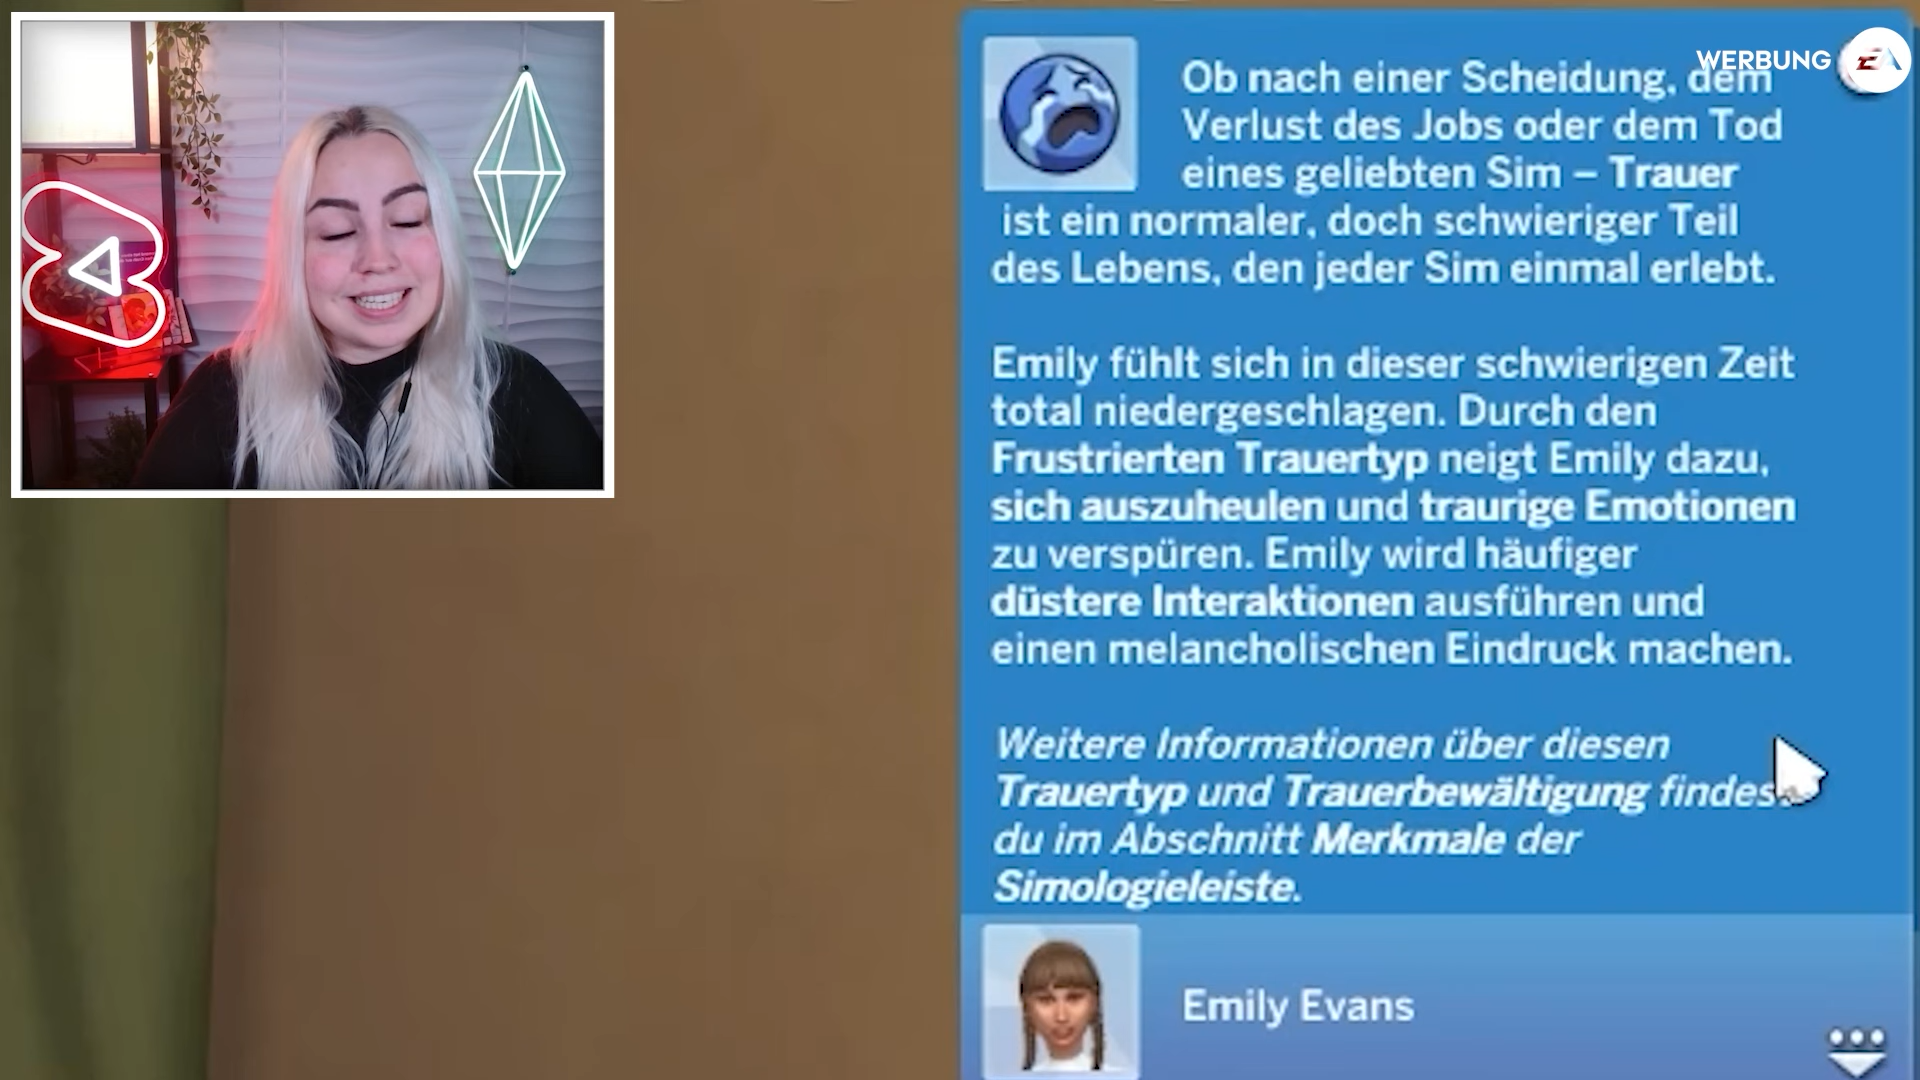 WERBUNG EA
Ob nach einer Scheidung, dem
Verlust des Jobs oder dem Tod
eines geliebten Sim – Trauer
ist ein normaler, doch schwieriger Teil
des Lebens, den jeder Sim einmal erlebt.
Emily fühlt sich in dieser schwierigen Zeit
total niedergeschlagen. Durch den
Frustrierten Trauertyp neigt Emily dazu,
sich auszuheulen und traurige Emotionen
zu verspüren. Emily wird häufiger
düstere Interaktionen ausführen und
einen melancholischen Eindruck machen.
Weitere Informationen über diesen
Trauertyp und Trauerbewältigung findes
du im Abschnitt Merkmale der
Simologieleiste.
Emily Evans